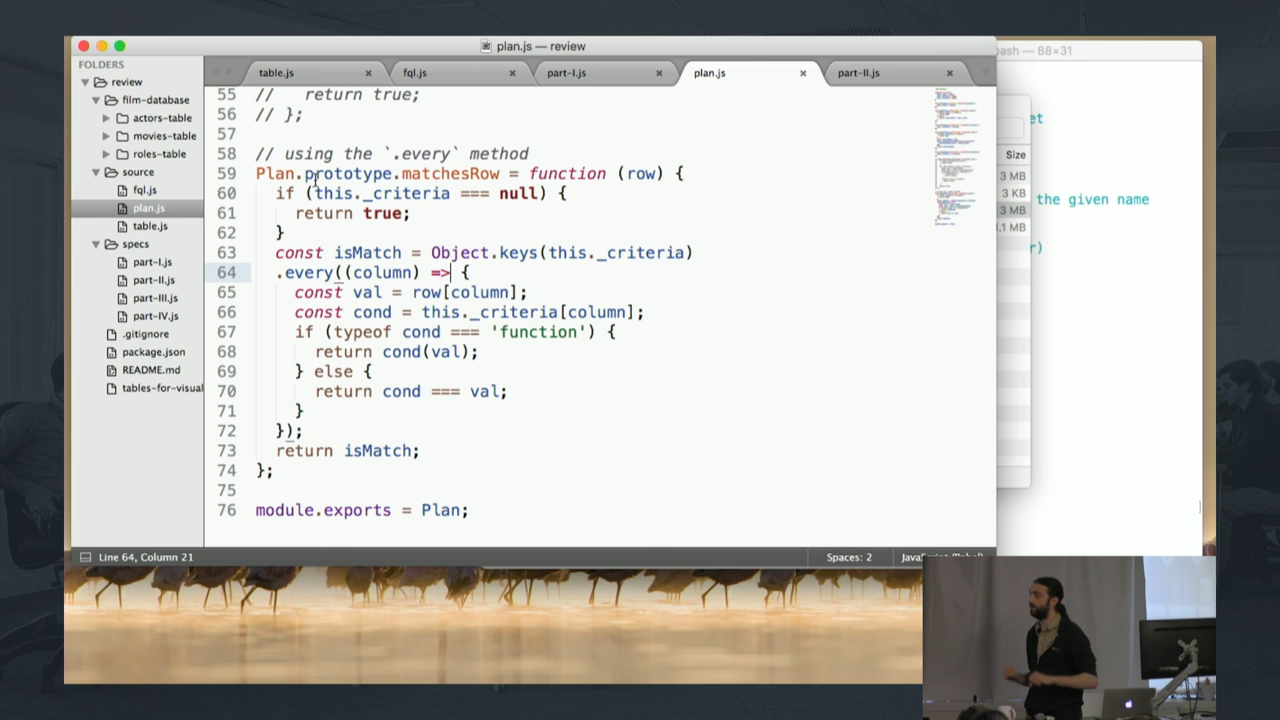 plan.js — review
bash — 88×31
FOLDERS
review
film-database
actors-table
movies-table
roles-table
source
fql.js
plan.js
table.js
specs
part-I.js
part-II.js
part-III.js
part-IV.js
.gitignore
package.json
README.md
tables-for-visual
table.js
fql.js
part-I.js
plan.js
part-II.js
55 //   return true;
56 // };
57
58 // using the `.every` method
59 Plan.prototype.matchesRow = function (row) {
60   if (this._criteria === null) {
61     return true;
62   }
63   const isMatch = Object.keys(this._criteria)
64   .every((column) => {
65     const val = row[column];
66     const cond = this._criteria[column];
67     if (typeof cond === 'function') {
68       return cond(val);
69     } else {
70       return cond === val;
71     }
72   });
73   return isMatch;
74 };
75
76 module.exports = Plan;
et
Size
3 MB
3 KB
the given name
3 MB
.1 MB
r)
Line 64, Column 21
Spaces: 2